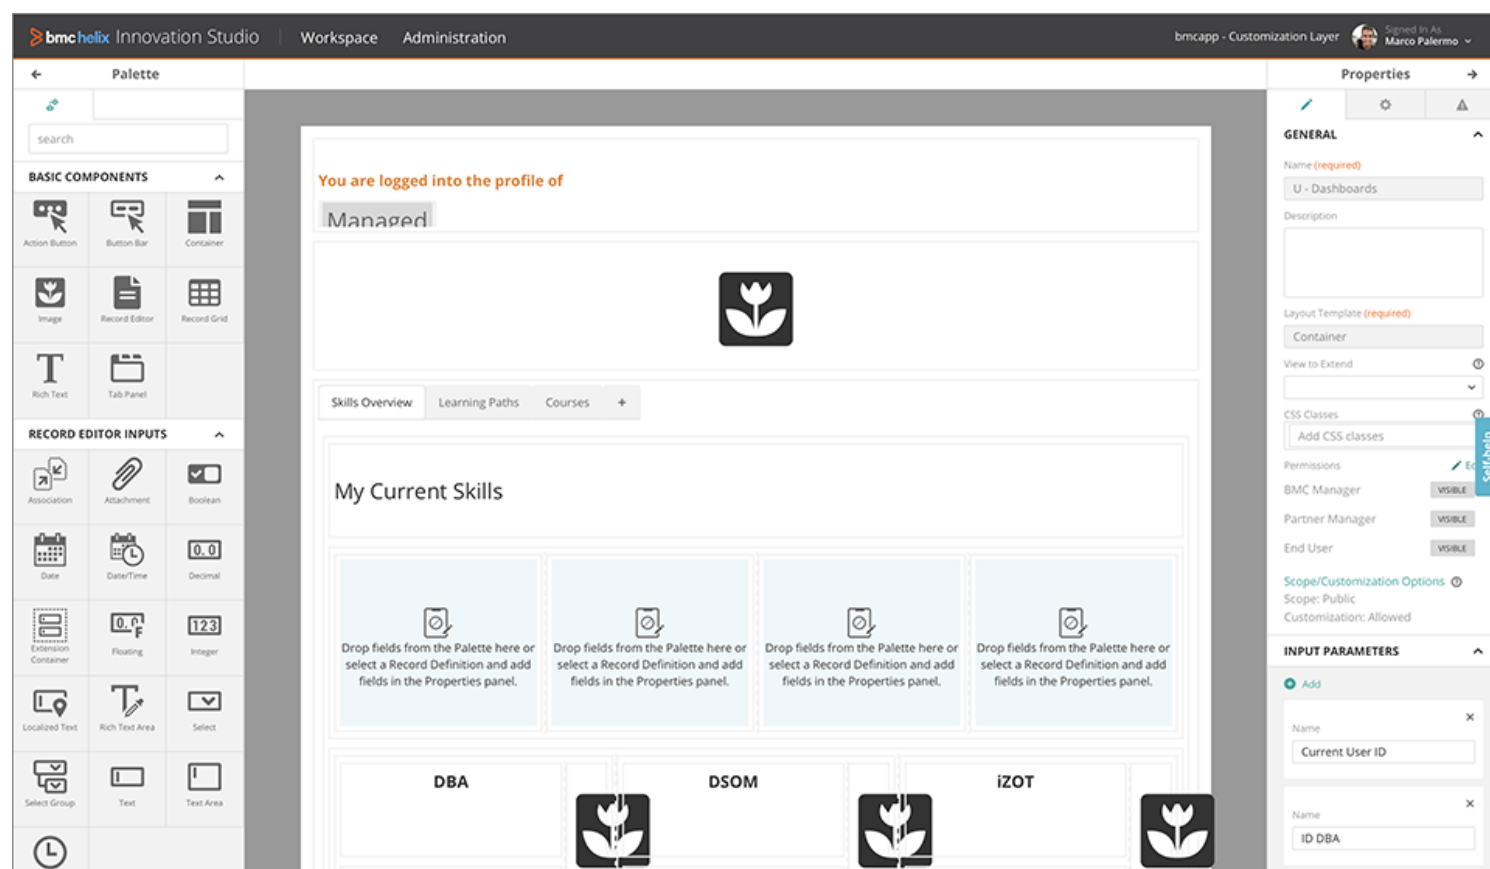 bmchelix Innovation Studio
Workspace
Administration
bmcapp - Customization Layer
Signed In As
Marco Palermo
Palette
search
BASIC COMPONENTS
Action Button
Button Bar
Container
Image
Record Editor
Record Grid
Rich Text
Tab Panel
RECORD EDITOR INPUTS
Association
Attachment
Boolean
Date
Date/Time
0.0
Decimal
Extension
Container
Floating
123
Integer
Localized Text
Rich Text Area
Select
Select Group
Text
Text Area
You are logged into the profile of
Managed
Skills Overview
Learning Paths
Courses
+
My Current Skills
Drop fields from the Palette here or
select a Record Definition and add
fields in the Properties panel.
Drop fields from the Palette here or
select a Record Definition and add
fields in the Properties panel.
Drop fields from the Palette here or
select a Record Definition and add
fields in the Properties panel.
Drop fields from the Palette here or
select a Record Definition and add
fields in the Properties panel.
DBA
DSOM
iZOT
Properties
GENERAL
Name (required)
U - Dashboards
Description
Layout Template (required)
Container
View to Extend
CSS Classes
Add CSS classes
Permissions
BMC Manager
VISIBLE
Partner Manager
VISIBLE
End User
VISIBLE
Scope/Customization Options
Scope: Public
Customization: Allowed
Self-help
INPUT PARAMETERS
Add
Name
Current User ID
Name
ID DBA